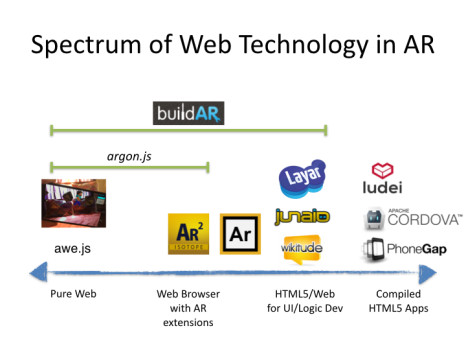 Spectrum of Web Technology in AR
buildAR
argon.js
Layar
ludei
junaio
APACHE
CORDOVA™
AR2
ISOTOPE
Ar
wikitude
PhoneGap
awe.js
Pure Web
Web Browser
with AR
extensions
HTML5/Web
for UI/Logic Dev
Compiled
HTML5 Apps